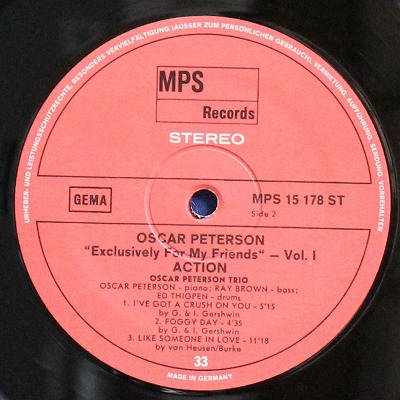 URHEBER- UND LEISTUNGSSCHUTZRECHTE, BESONDERS VERVIELFÄLTIGUNG (AUSSER ZUM PERSÖNLICHEN GEBRAUCH), VERMIETUNG, AUFFÜHRUNG, SENDUNG, VORBEHALTEN
MPS
Records
STEREO
GEMA
MPS 15 178 ST
Side 2
OSCAR PETERSON
"Exclusively For My Friends" – Vol. I
ACTION
OSCAR PETERSON TRIO
OSCAR PETERSON - piano; RAY BROWN - bass;
ED THIGPEN - drums
1. I'VE GOT A CRUSH ON YOU - 5'15
by G. & I. Gershwin
2. FOGGY DAY - 4'35
by G. & I. Gershwin
3. LIKE SOMEONE IN LOVE - 11'18
by van Heusen/Burke
33
MADE IN GERMANY